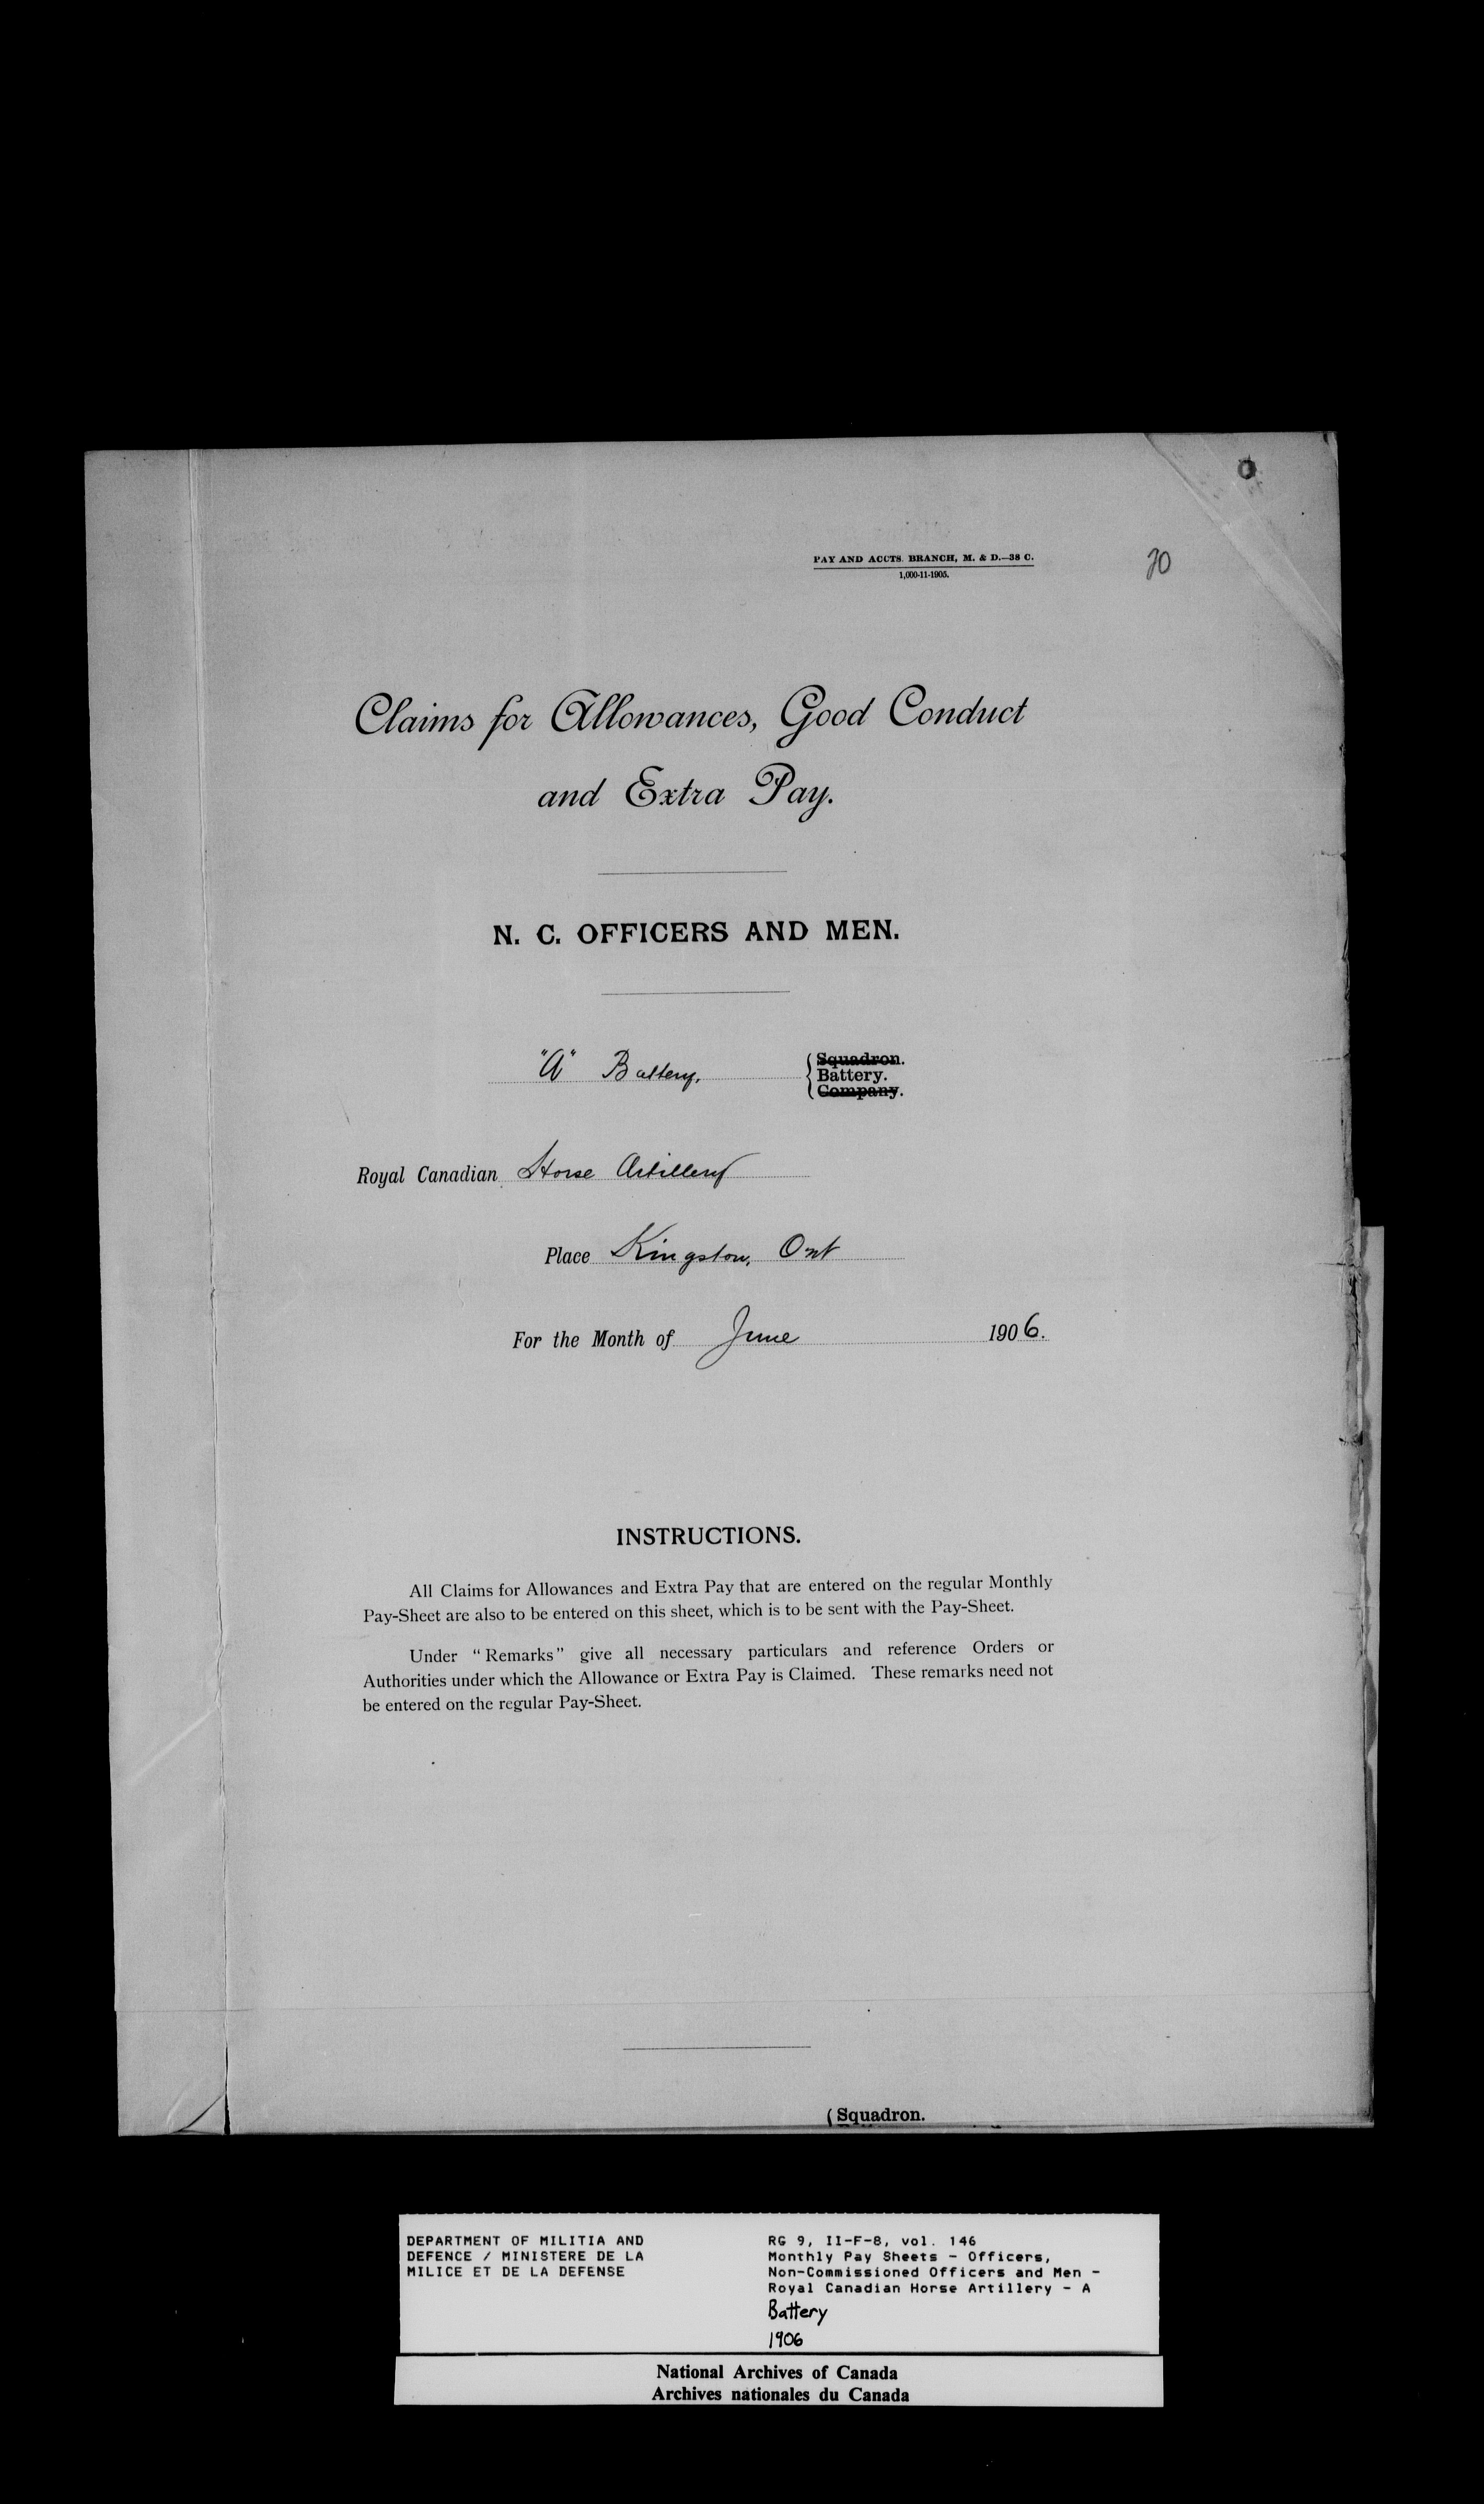 PAY AND ACCTS. BRANCH, M. & D.—38 C.
1,000-11-1905.
Claims for Allowances, Good Conduct
and Extra Pay.
N. C. OFFICERS AND MEN.
"A" Battery.
Squadron.
Battery.
Company.
Royal Canadian Horse Artillery
Place Kingston, Ont
For the Month of June 1906.
INSTRUCTIONS.
All Claims for Allowances and Extra Pay that are entered on the regular Monthly
Pay-Sheet are also to be entered on this sheet, which is to be sent with the Pay-Sheet.
Under "Remarks" give all necessary particulars and reference Orders or
Authorities under which the Allowance or Extra Pay is Claimed. These remarks need not
be entered on the regular Pay-Sheet.
(Squadron.
DEPARTMENT OF MILITIA AND
DEFENCE / MINISTERE DE LA
MILICE ET DE LA DEFENSE
RG 9, II-F-8, vol. 146
Monthly Pay Sheets - Officers,
Non-Commissioned Officers and Men -
Royal Canadian Horse Artillery - A
Battery
1906
National Archives of Canada
Archives nationales du Canada